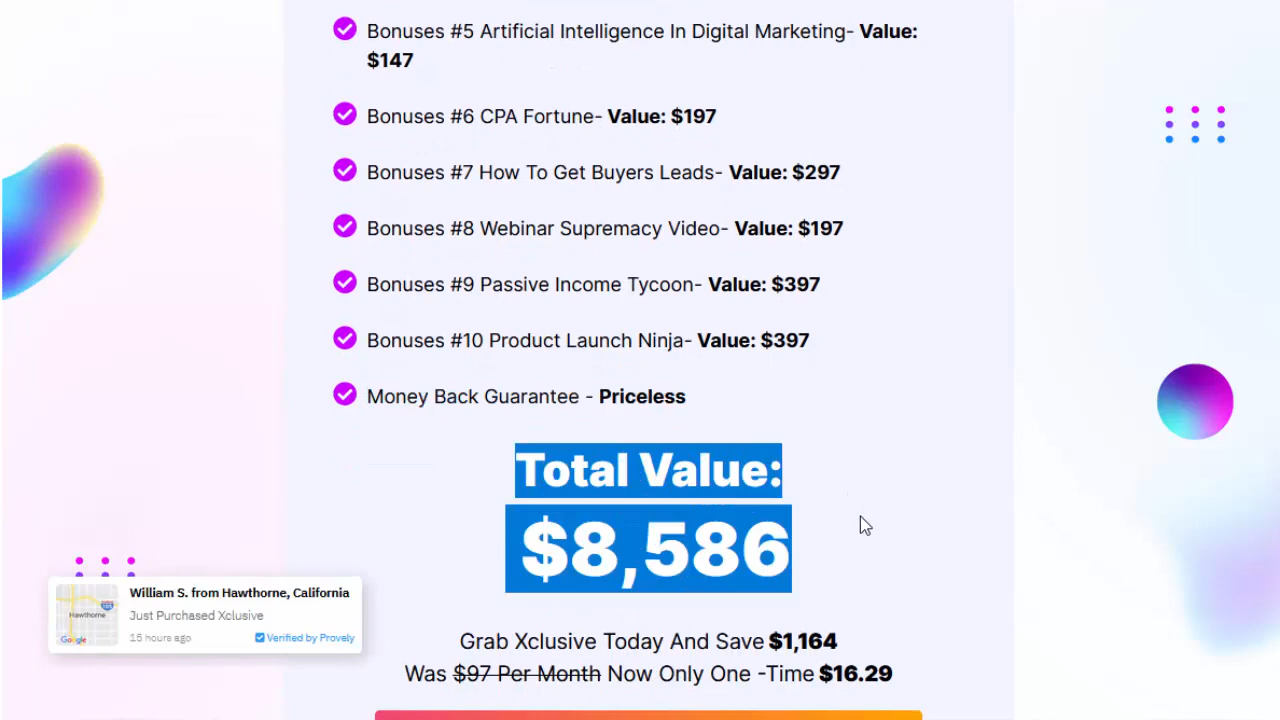 Bonuses #5 Artificial Intelligence In Digital Marketing- Value:
$147
Bonuses #6 CPA Fortune- Value: $197
Bonuses #7 How To Get Buyers Leads- Value: $297
Bonuses #8 Webinar Supremacy Video- Value: $197
Bonuses #9 Passive Income Tycoon- Value: $397
Bonuses #10 Product Launch Ninja- Value: $397
Money Back Guarantee - Priceless
Total Value:
$8,586
William S. from Hawthorne, California
Just Purchased Xclusive
15 hours ago
Verified by Provely
Hawthorne
Google
Grab Xclusive Today And Save $1,164
Was $97 Per Month Now Only One -Time $16.29